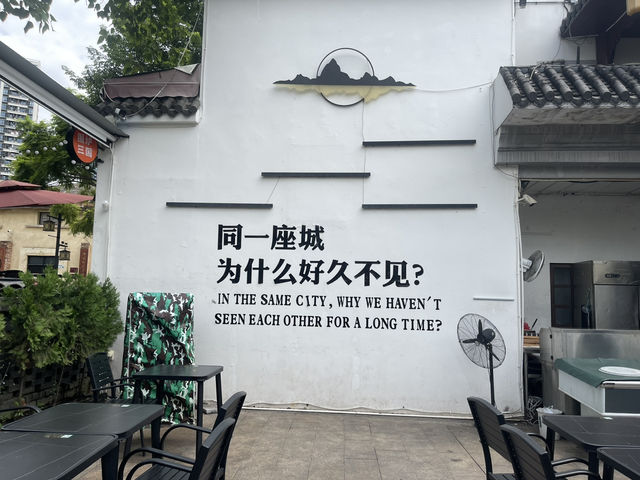 同一座城
为什么好久不见?
IN THE SAME CITY, WHY WE HAVEN'T
SEEN EACH OTHER FOR A LONG TIME?